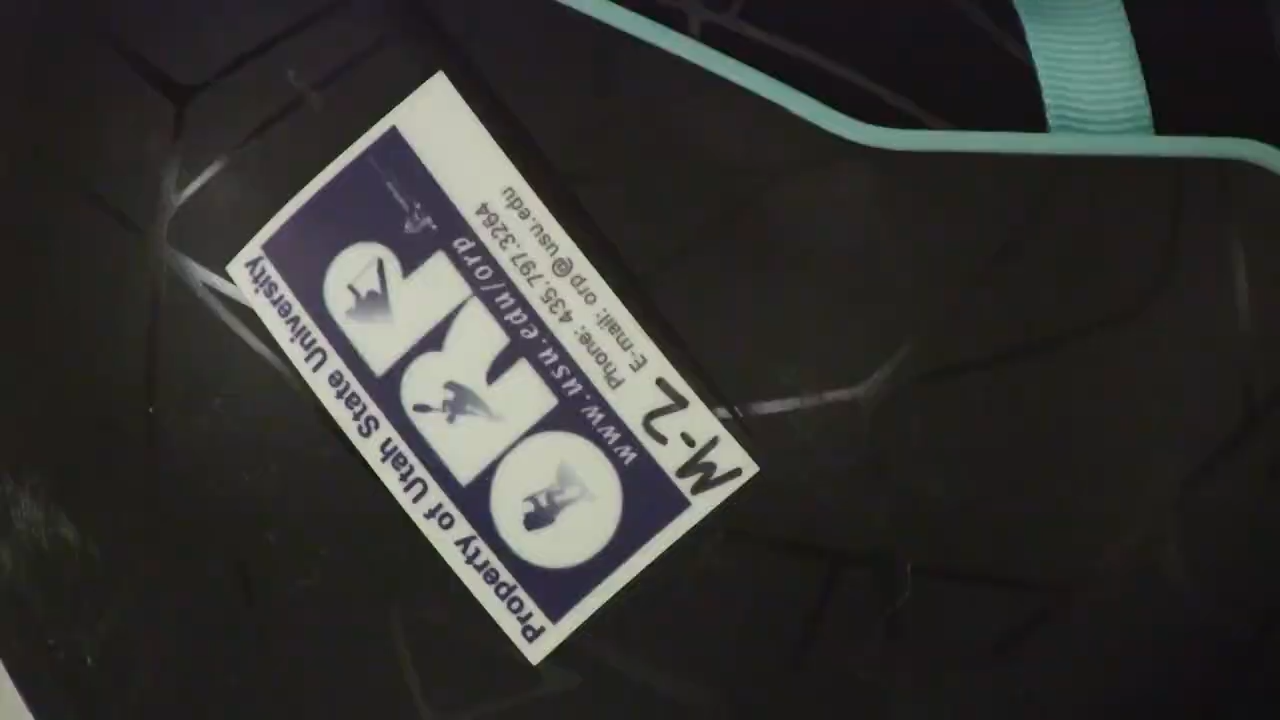 Property of Utah State University
ORP
www.usu.edu/orp
Phone: 435.797.3264
E-mail: orp@usu.edu
M-2